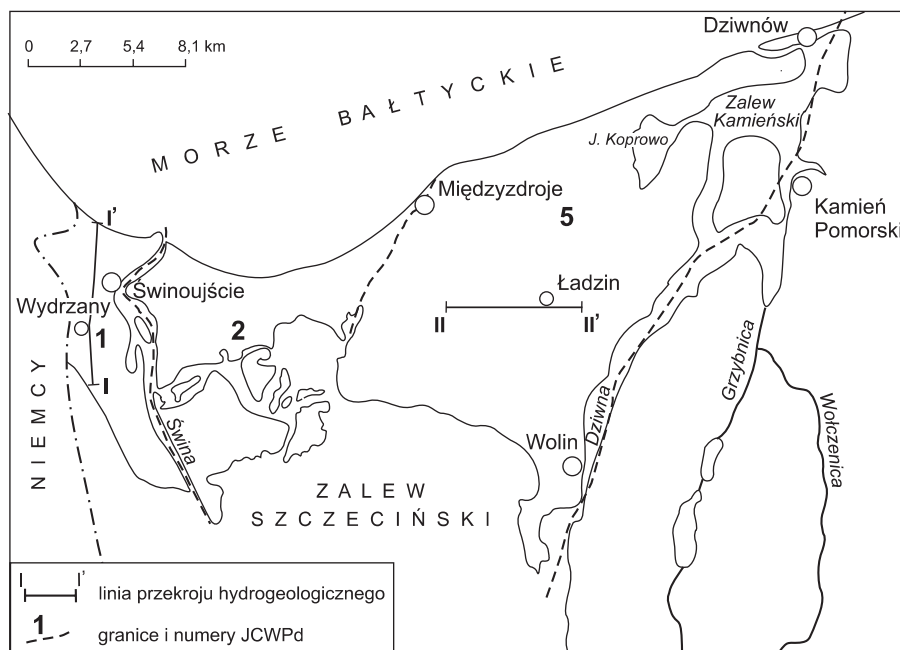 0 2,7 5,4 8,1 km
Dziwnów
MORZE BAŁTYCKIE
Zalew
Kamieński
J. Koprowo
Międzyzdroje
5
Kamień
Pomorski
I'
Świnoujście
Wydrzany
1
2
I
Ładzin
II II'
NIEMCY
Świna
Dziwna
Grzybnica
Wołczenica
Wolin
ZALEW
SZCZECIŃSKI
I I'
linia przekroju hydrogeologicznego
1
granice i numery JCWPd